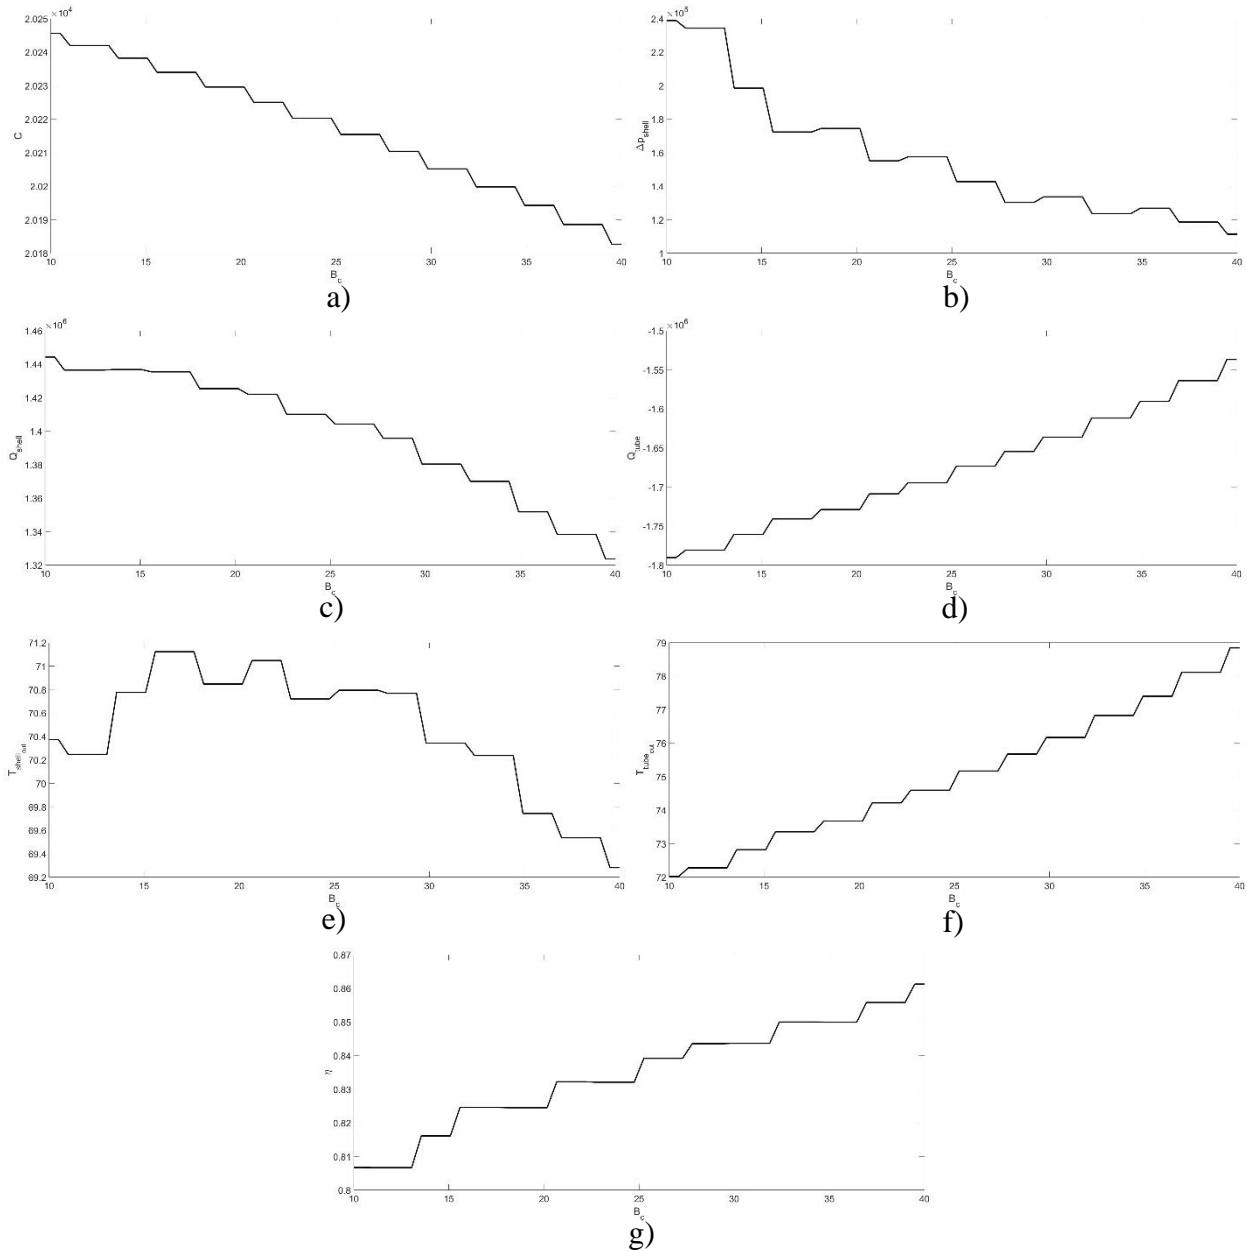 ×10⁴
2.025
2.024
2.023
2.022
2.021
2.02
2.019
2.018
C
10 15 20 25 30 35 40
B_c
a)
×10⁵
2.4
2.2
2
1.8
1.6
1.4
1.2
1
Δp_shell
10 15 20 25 30 35 40
B_c
b)
×10⁶
1.46
1.44
1.42
1.4
1.38
1.36
1.34
1.32
Q_shell
10 15 20 25 30 35 40
B_c
c)
×10⁶
-1.5
-1.55
-1.6
-1.65
-1.7
-1.75
-1.8
Q_tube
10 15 20 25 30 35 40
B_c
d)
71.2
71
70.8
70.6
70.4
70.2
70
69.8
69.6
69.4
69.2
T_shell_out
10 15 20 25 30 35 40
B_c
e)
79
78
77
76
75
74
73
72
T_tube_out
10 15 20 25 30 35 40
B_c
f)
0.87
0.86
0.85
0.84
0.83
0.82
0.81
0.8
η
10 15 20 25 30 35 40
B_c
g)